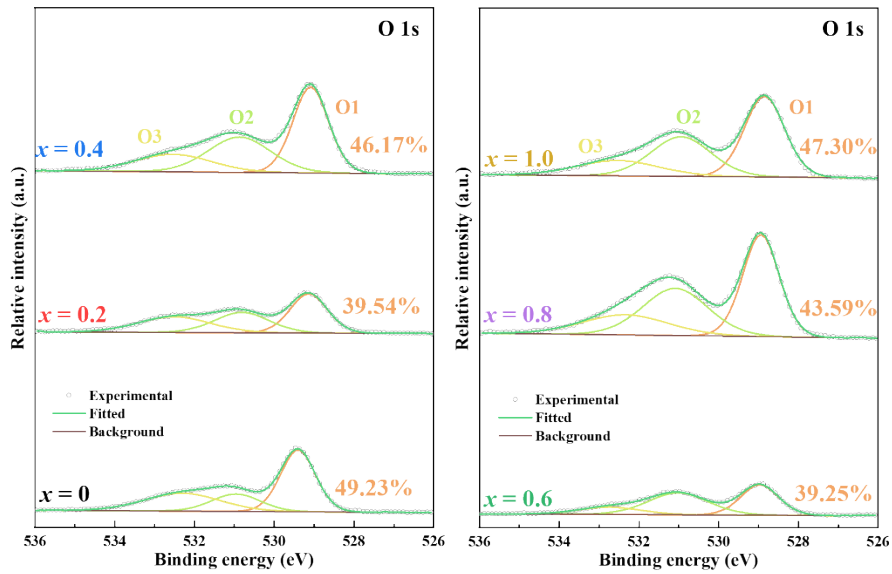 O 1s
O3
O2
O1
x = 0.4
46.17%
x = 0.2
39.54%
Experimental
Fitted
Background
x = 0
49.23%
536 534 532 530 528 526
Binding energy (eV)
Relative intensity (a.u.)
O 1s
O3
O2
O1
x = 1.0
47.30%
x = 0.8
43.59%
Experimental
Fitted
Background
x = 0.6
39.25%
536 534 532 530 528 526
Binding energy (eV)
Relative intensity (a.u.)